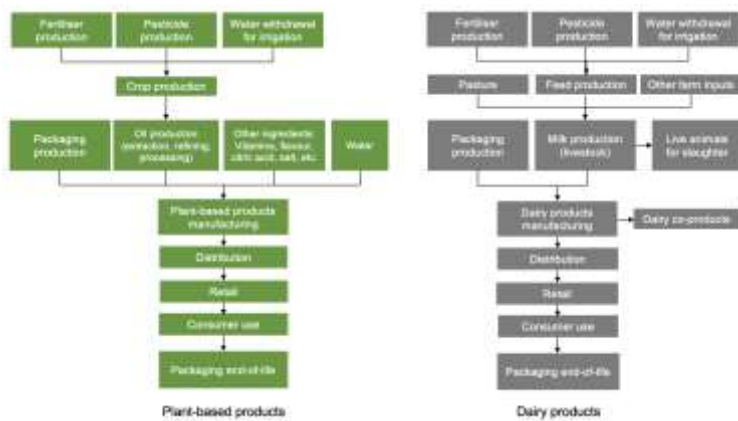 Fertiliser
production
Pesticide
production
Water withdrawal
for irrigation
Crop production
Packaging
production
Oil production
(extraction, refining,
processing)
Other ingredients:
Vitamins, flavour,
citric acid, salt, etc.
Water
Plant-based products
manufacturing
Distribution
Retail
Consumer use
Packaging end-of-life
Plant-based products
Fertiliser
production
Pesticide
production
Water withdrawal
for irrigation
Pasture
Feed production
Other farm inputs
Packaging
production
Milk production
(livestock)
Live animals
for slaughter
Dairy products
manufacturing
Dairy co-products
Distribution
Retail
Consumer use
Packaging end-of-life
Dairy products